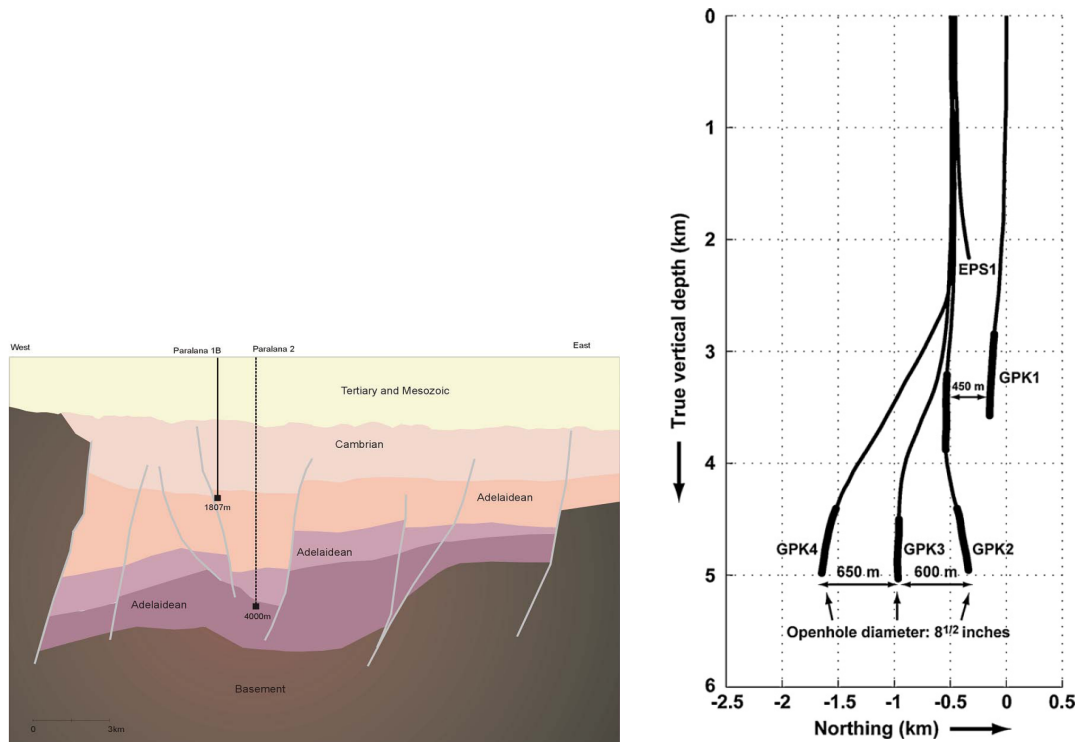 West
Paralana 1B
Paralana 2
East
Tertiary and Mesozoic
Cambrian
1807m
Adelaidean
Adelaidean
Adelaidean
4000m
Basement
0
3km
0
1
2
3
4
5
6
True vertical depth (km)
EPS1
GPK1
450 m
GPK4
GPK3
GPK2
650 m
600 m
Openhole diameter: 8 1/2 inches
-2.5
-2
-1.5
-1
-0.5
0
0.5
Northing (km)